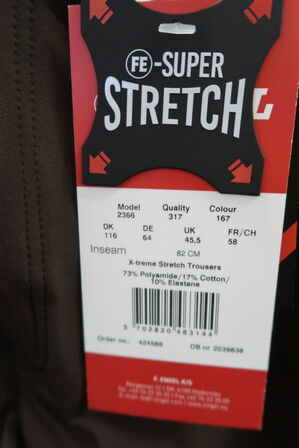 FE-SUPER
STRETCH
Model Quality Colour
2366 317 167
DK DE UK FR/CH
116 64 45,5 58
Inseam 82 CM
X-treme Stretch Trousers
73% Polyamide/17% Cotton/
10% Elastane
5 702820 463144
Order no.: 424586 DB nr 2039836
F. ENGEL K/S